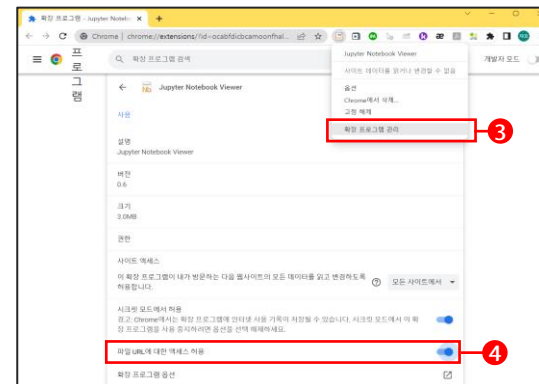 확장 프로그램 - Jupyter Noteb
Chrome | chrome://extensions/?id=ocabfdicbcamoonfhal...
프로그램
확장 프로그램 검색
개발자 모드
Jupyter Notebook Viewer
사이트 데이터를 읽거나 변경할 수 없음
옵션
Chrome에서 삭제...
고정 해제
확장 프로그램 관리
3
Nb
Jupyter Notebook Viewer
사용
설명
Jupyter Notebook Viewer
버전
0.6
크기
3.0MB
권한
사이트 액세스
이 확장 프로그램이 내가 방문하는 다음 웹사이트의 모든 데이터를 읽고 변경하도록
허용합니다.
모든 사이트에서
시크릿 모드에서 허용
경고: Chrome에서는 확장 프로그램에 인터넷 사용 기록이 저장될 수 있습니다. 시크릿 모드에서 이 확
장 프로그램을 사용 중지하려면 옵션을 선택 해제하세요.
파일 URL에 대한 액세스 허용
4
확장 프로그램 옵션